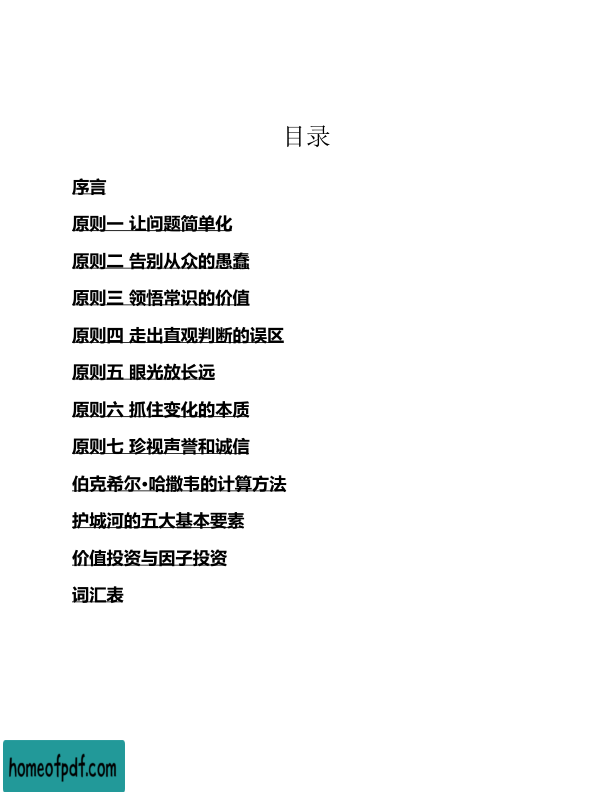 目录
序言
原则一 让问题简单化
原则二 告别从众的愚蠢
原则三 领悟常识的价值
原则四 走出直观判断的误区
原则五 眼光放长远
原则六 抓住变化的本质
原则七 珍视声誉和诚信
伯克希尔·哈撒韦的计算方法
护城河的五大基本要素
价值投资与因子投资
词汇表
homeofpdf.com